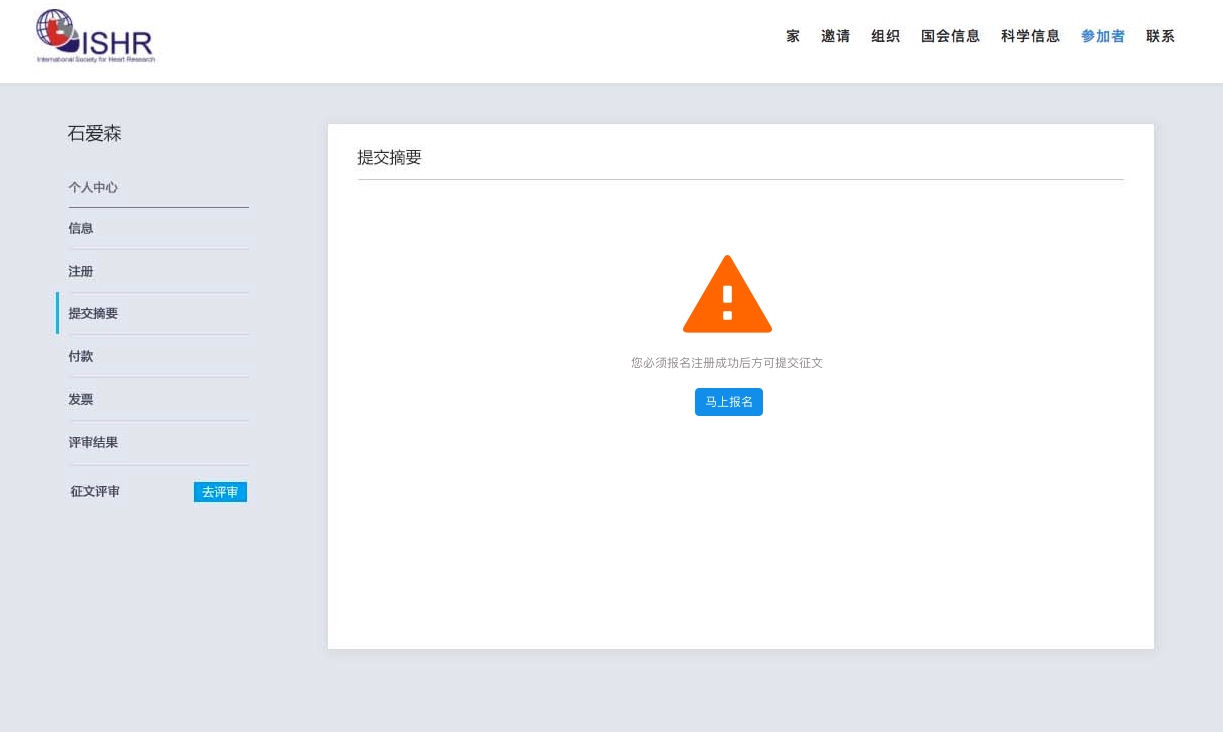 ISHR
International Society for Heart Research
家 邀请 组织 国会信息 科学信息 参加者 联系
石爱森
个人中心
信息
注册
提交摘要
付款
发票
评审结果
征文评审 去评审
提交摘要
您必须报名注册成功后方可提交征文
马上报名